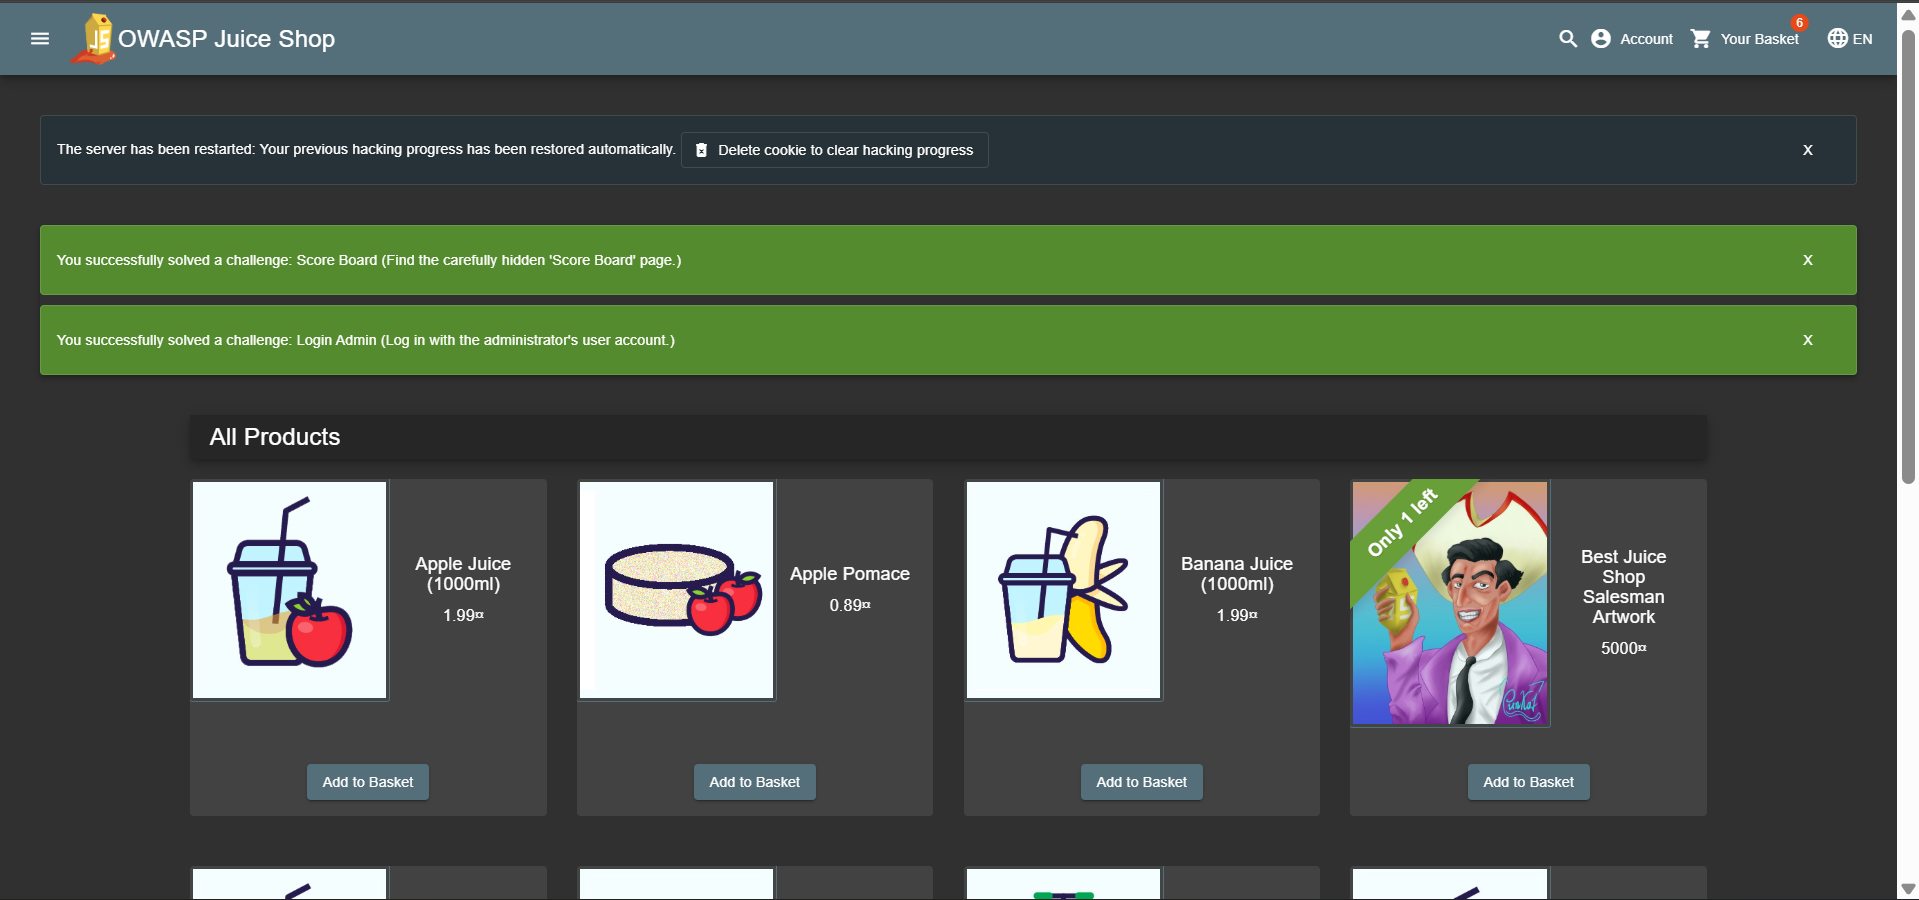 OWASP Juice Shop
Account
Your Basket
6
EN
The server has been restarted: Your previous hacking progress has been restored automatically.
Delete cookie to clear hacking progress
X
You successfully solved a challenge: Score Board (Find the carefully hidden 'Score Board' page.)
X
You successfully solved a challenge: Login Admin (Log in with the administrator's user account.)
X
All Products
Apple Juice
(1000ml)
1.99¤
Add to Basket
Apple Pomace
0.89¤
Add to Basket
Banana Juice
(1000ml)
1.99¤
Add to Basket
Only 1 left
Best Juice
Shop
Salesman
Artwork
5000¤
Add to Basket